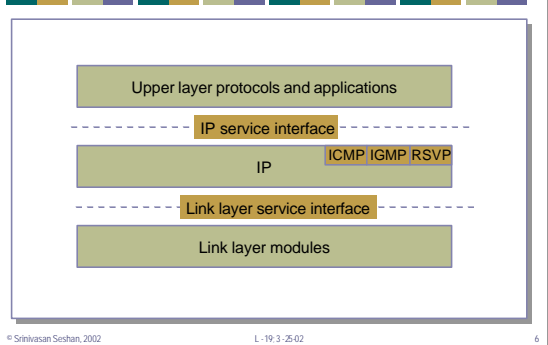 Upper layer protocols and applications
IP service interface
ICMP IGMP RSVP
IP
Link layer service interface
Link layer modules
© Srinivasan Seshan, 2002 L -19; 3 -25-02 6